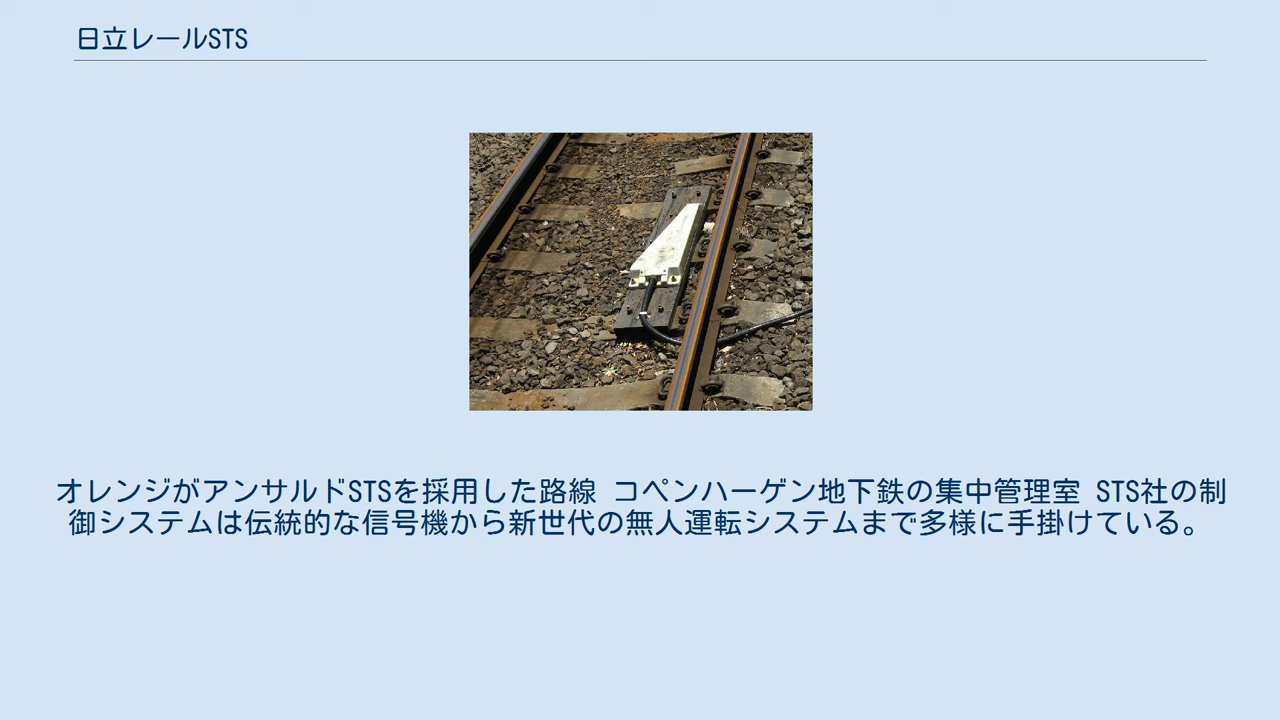 日立レールSTS
オレンジがアンサルドSTSを採用した路線 コペンハーゲン地下鉄の集中管理室 STS社の制
御システムは伝統的な信号機から新世代の無人運転システムまで多様に手掛けている。